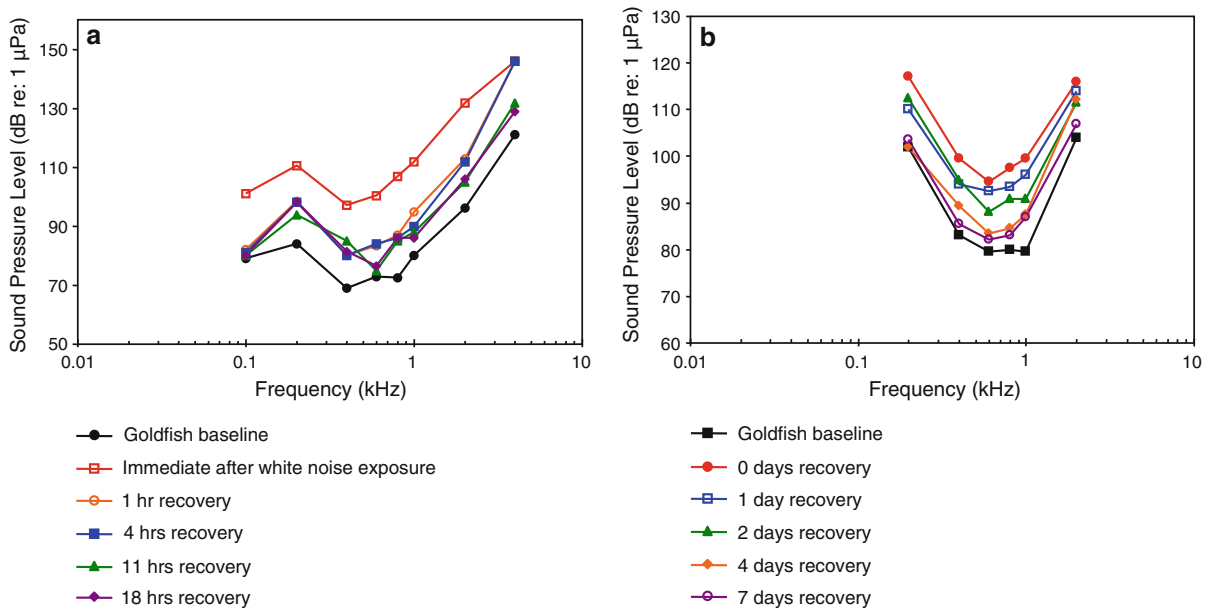 a
Sound Pressure Level (dB re: 1 µPa)
150
130
110
90
70
50
0.01
0.1
1
10
Frequency (kHz)
Goldfish baseline
Immediate after white noise exposure
1 hr recovery
4 hrs recovery
11 hrs recovery
18 hrs recovery
b
Sound Pressure Level (dB re: 1 µPa)
130
120
110
100
90
80
70
60
0.01
0.1
1
10
Frequency (kHz)
Goldfish baseline
0 days recovery
1 day recovery
2 days recovery
4 days recovery
7 days recovery